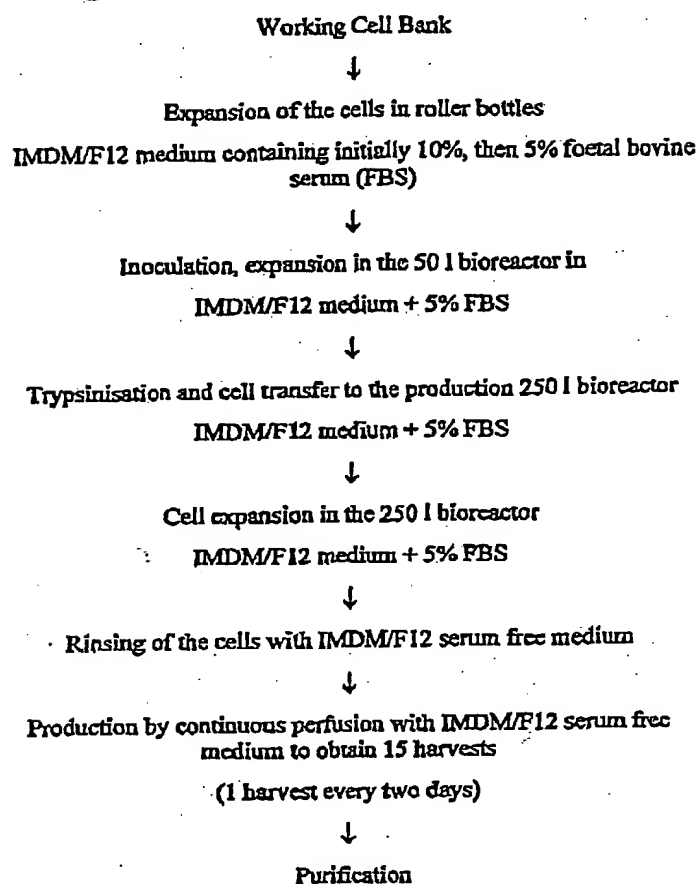 Working Cell Bank
↓
Expansion of the cells in roller bottles
IMDM/F12 medium containing initially 10%, then 5% foetal bovine
serum (FBS)
↓
Inoculation, expansion in the 50 l bioreactor in
IMDM/F12 medium + 5% FBS
↓
Trypsinisation and cell transfer to the production 250 l bioreactor
IMDM/F12 medium + 5% FBS
↓
Cell expansion in the 250 l bioreactor
IMDM/F12 medium + 5% FBS
↓
Rinsing of the cells with IMDM/F12 serum free medium
↓
Production by continuous perfusion with IMDM/F12 serum free
medium to obtain 15 harvests
(1 harvest every two days)
↓
Purification